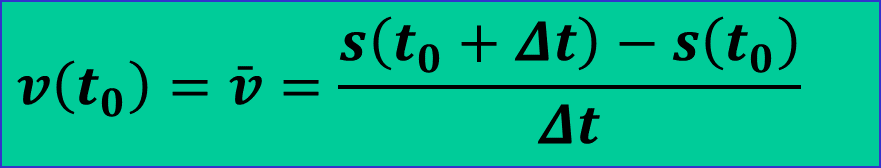 v(t₀) = v̄ = (s(t₀ + Δt) − s(t₀)) / Δt